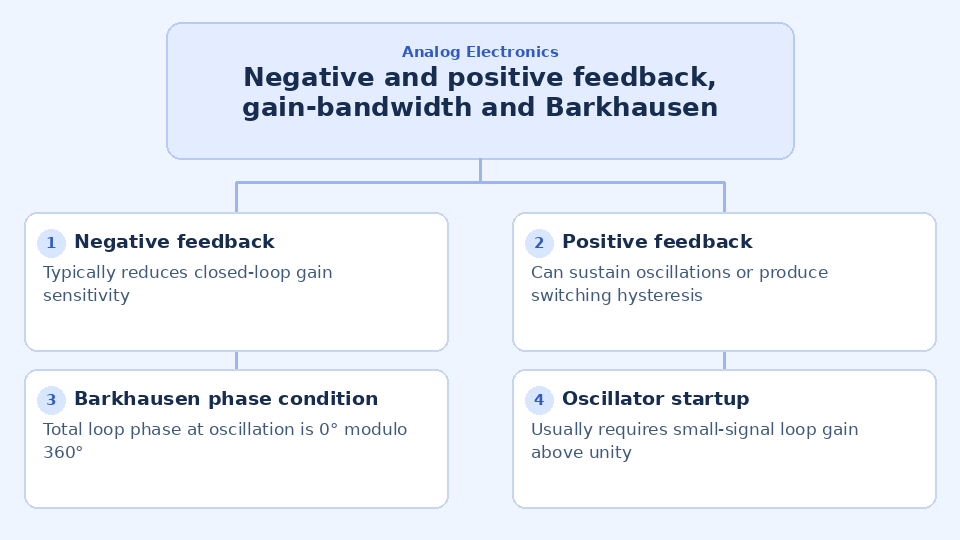 Analog Electronics
Negative and positive feedback,
gain-bandwidth and Barkhausen
1 Negative feedback
Typically reduces closed-loop gain
sensitivity
2 Positive feedback
Can sustain oscillations or produce
switching hysteresis
3 Barkhausen phase condition
Total loop phase at oscillation is 0° modulo
360°
4 Oscillator startup
Usually requires small-signal loop gain
above unity